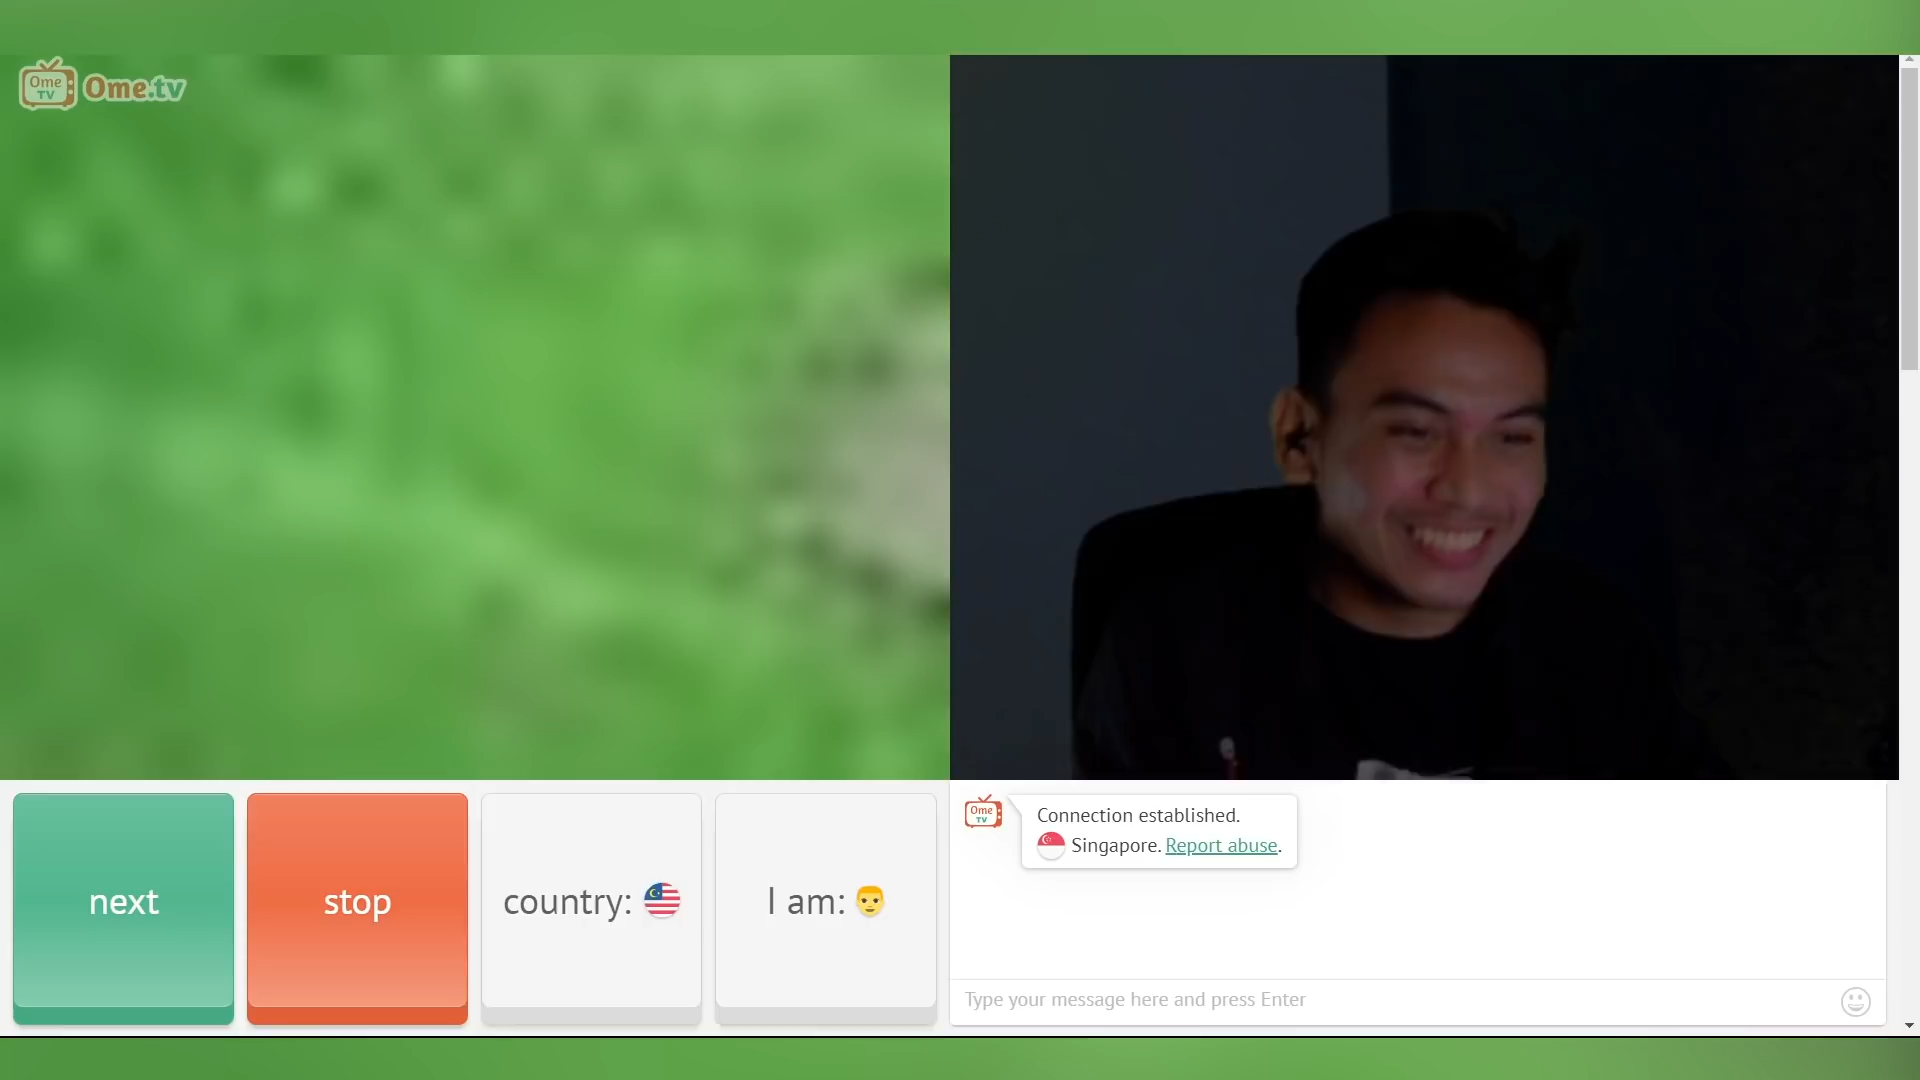 Ome TV Ome.tv
Ome TV
Connection established.
Singapore. Report abuse.
next
stop
country:
I am:
Type your message here and press Enter